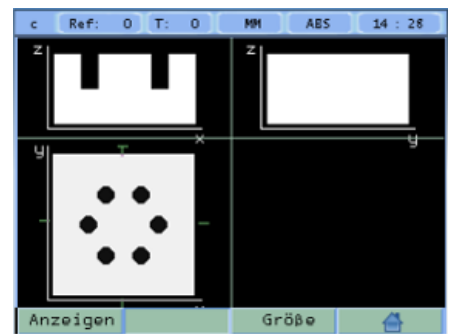 c Ref: 0 T: 0 MM ABS 14 : 26
z z
x y
y
Anzeigen Größe